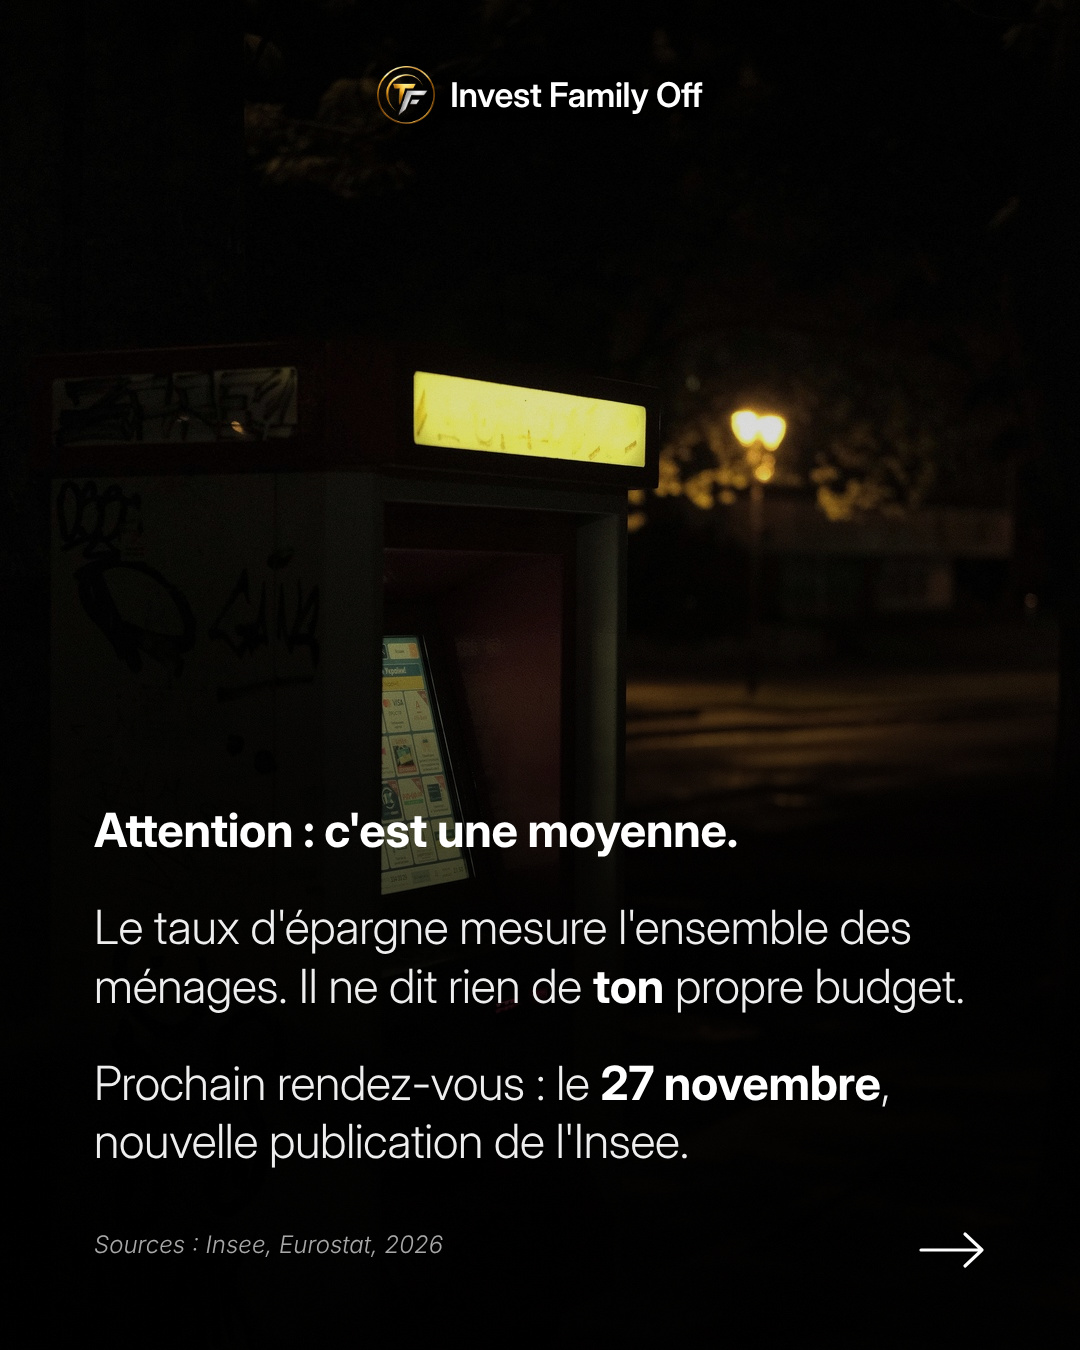 Invest Family Off
VISA
Attention : c'est une moyenne.
Le taux d'épargne mesure l'ensemble des
ménages. Il ne dit rien de ton propre budget.
Prochain rendez-vous : le 27 novembre,
nouvelle publication de l'Insee.
Sources : Insee, Eurostat, 2026